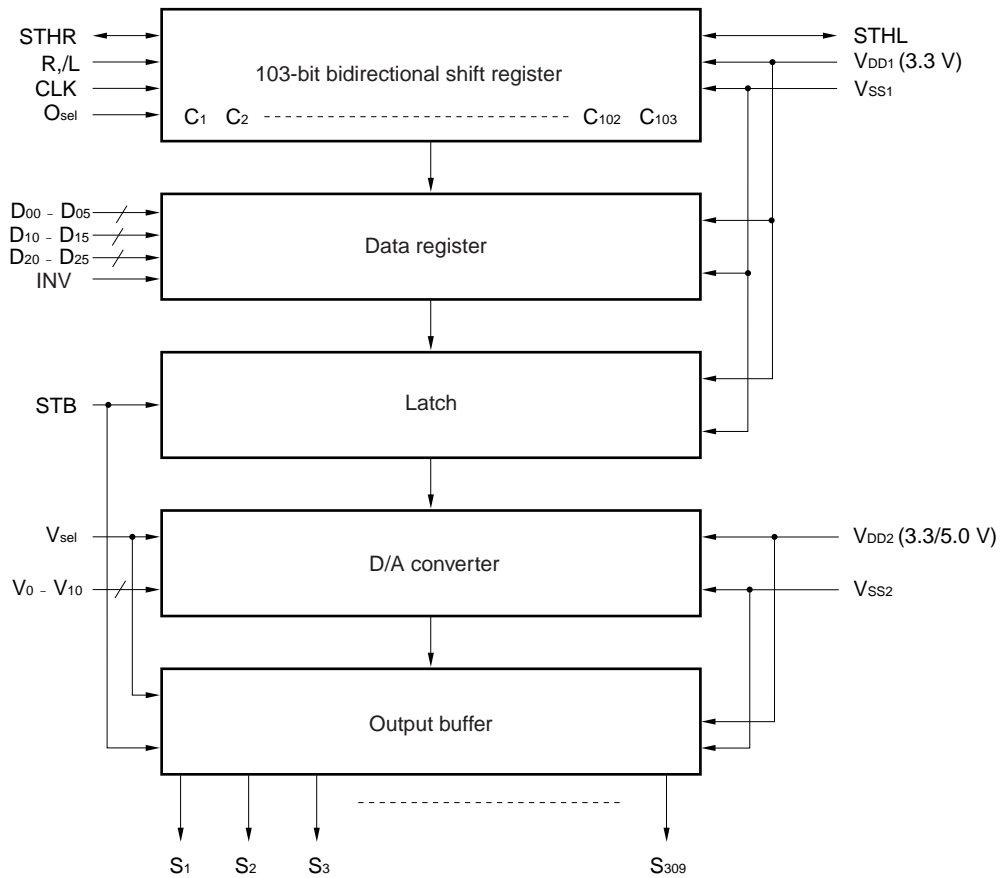 STHR
STHL
R,/L
103-bit bidirectional shift register
VDD1 (3.3 V)
CLK
VSS1
Osel
C1 C2 C102 C103
D00 - D05
D10 - D15
Data register
D20 - D25
INV
STB
Latch
Vsel
VDD2 (3.3/5.0 V)
D/A converter
V0 - V10
VSS2
Output buffer
S1 S2 S3 S309